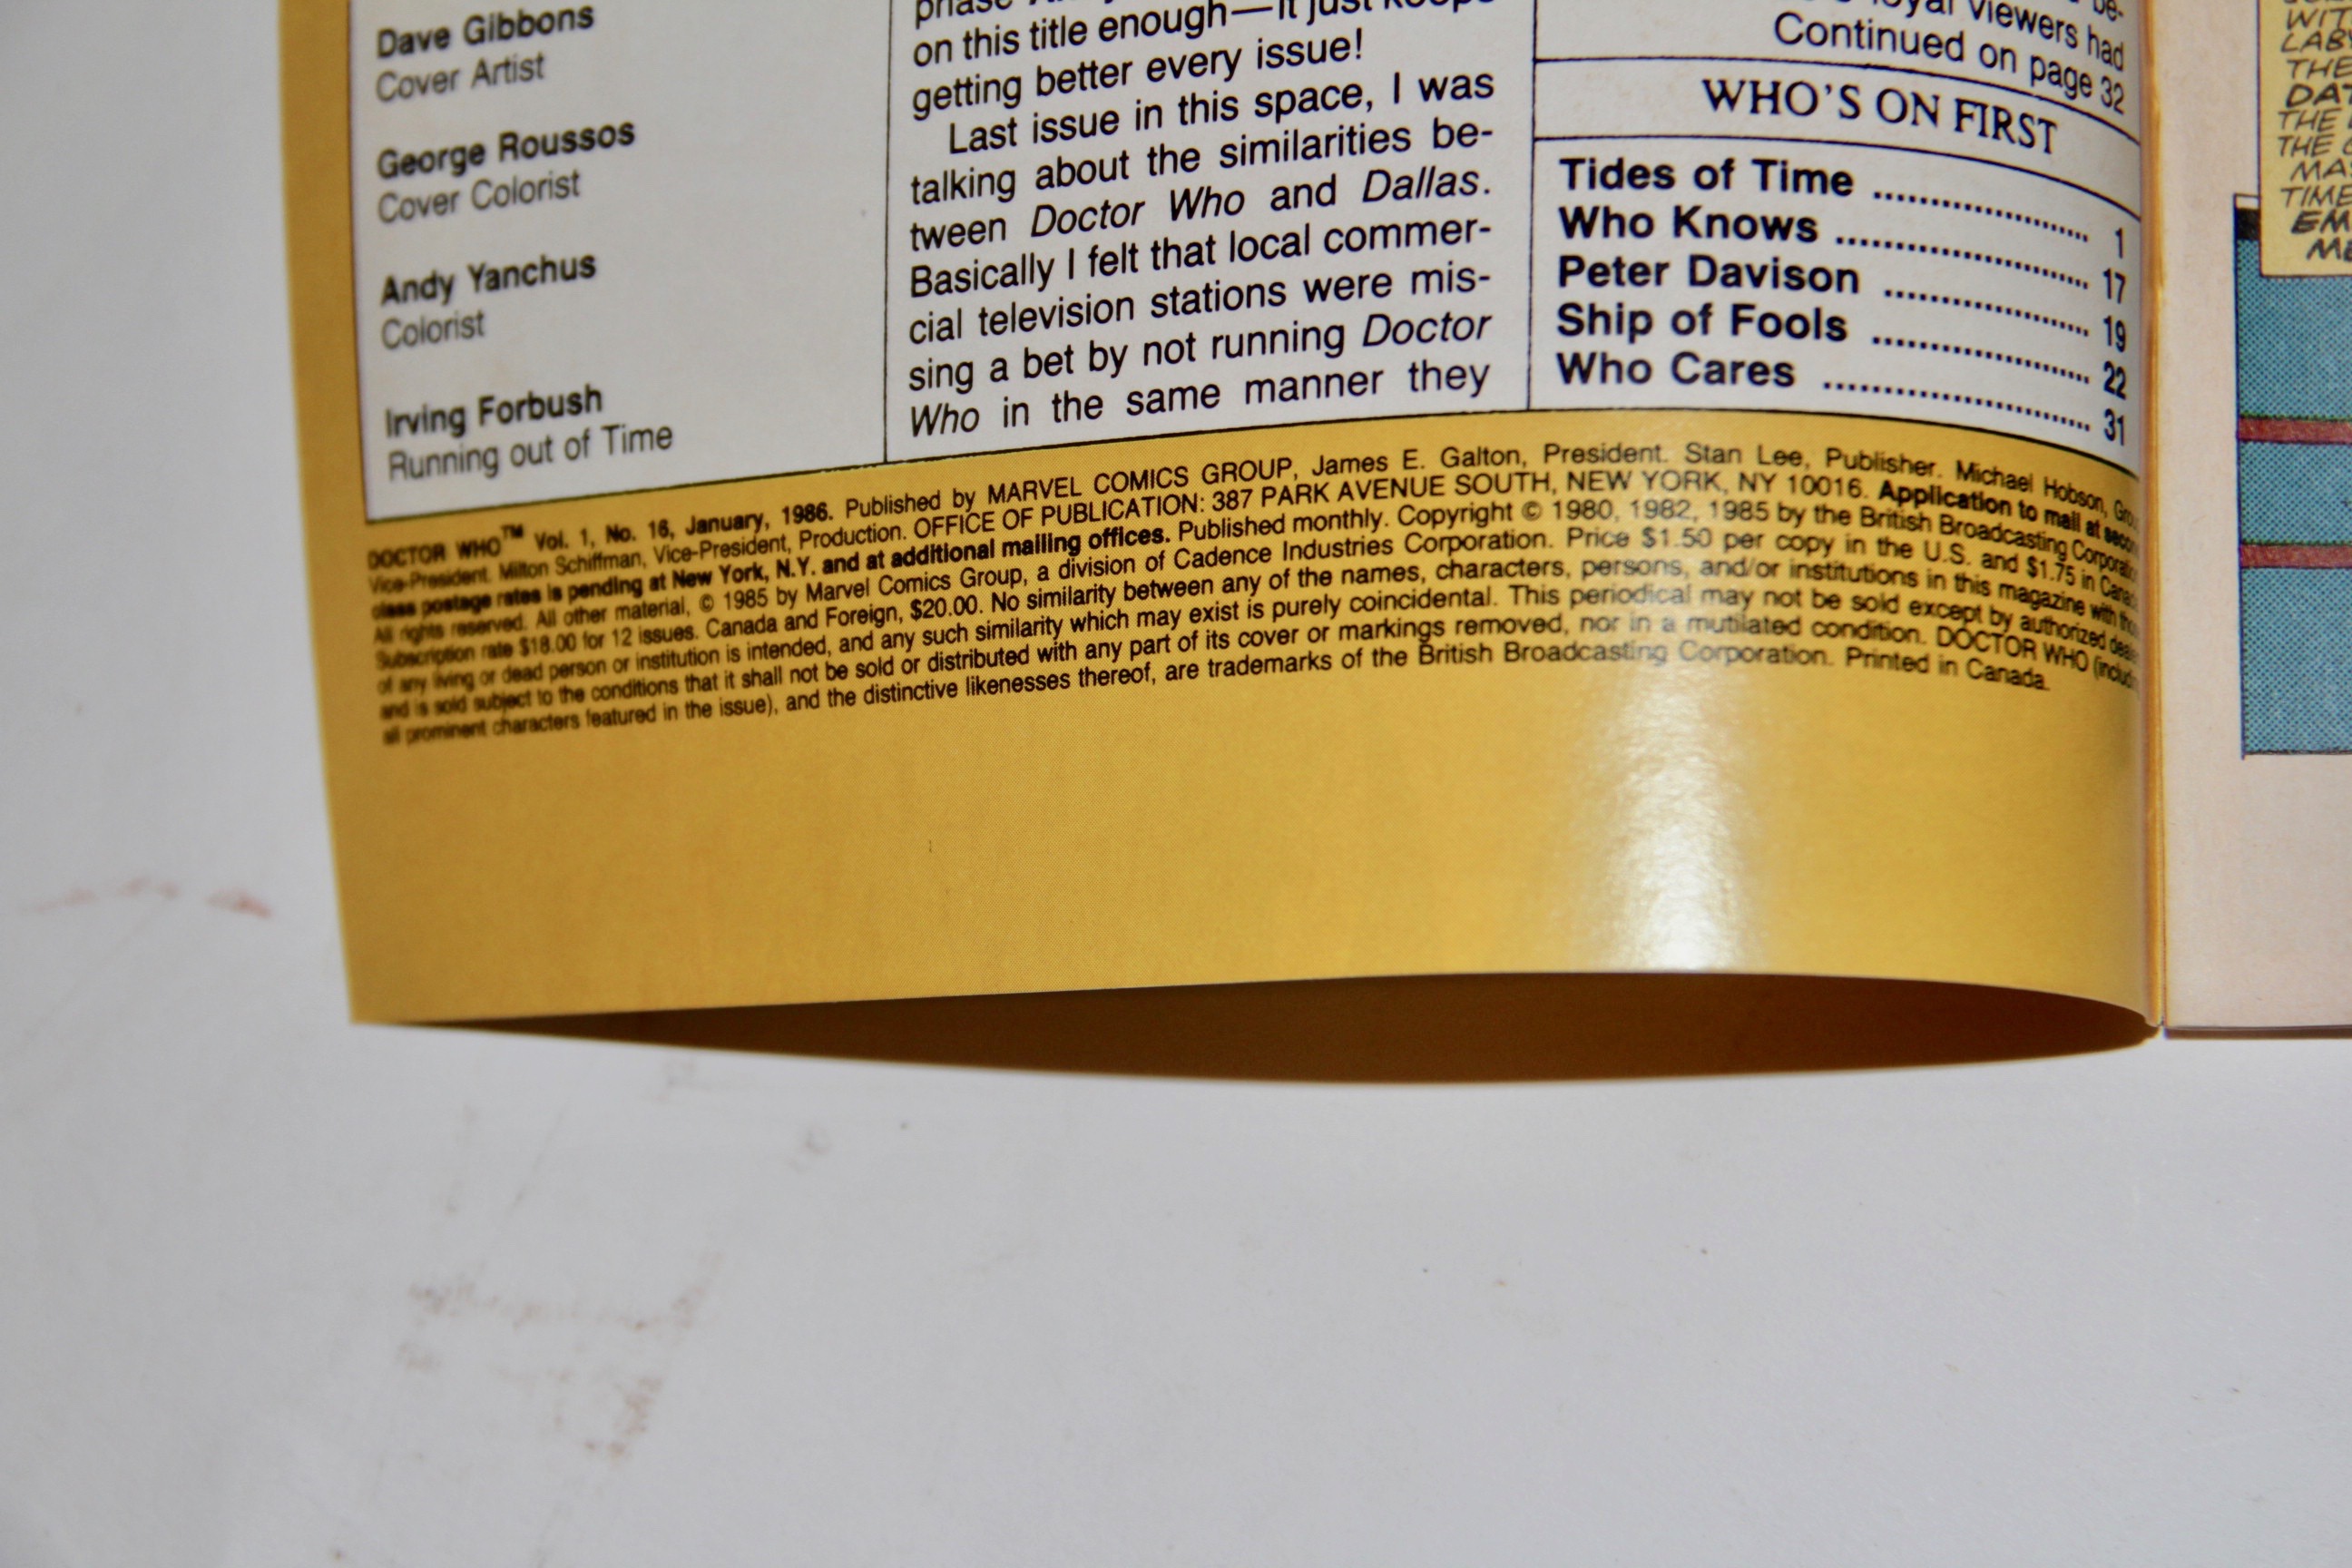 Dave Gibbons
Cover Artist
George Roussos
Cover Colorist
Andy Yanchus
Colorist
Irving Forbush
Running out of Time
phase
on this title enough—it just keeps
getting better every issue!
Last issue in this space, I was
talking about the similarities be-
tween Doctor Who and Dallas.
Basically I felt that local commer-
cial television stations were mis-
sing a bet by not running Doctor
Who in the same manner they
be-
loyal viewers had
Continued on page 32
WHO'S ON FIRST
Tides of Time .......................... 1
Who Knows .......................... 17
Peter Davison .......................... 19
Ship of Fools .......................... 22
Who Cares .......................... 31
DOCTOR WHO™ Vol. 1, No. 16, January, 1986. Published by MARVEL COMICS GROUP, James E. Galton, President. Stan Lee, Publisher. Michael Hobson,
Vice-President. Milton Schiffman, Vice-President, Production. OFFICE OF PUBLICATION: 387 PARK AVENUE SOUTH, NEW YORK, NY 10016. Application to mail at
class postage rates is pending at New York, N.Y. and at additional mailing offices. Published monthly. Copyright © 1980, 1982, 1985 by the British Broadcasting
All rights reserved. All other material, © 1985 by Marvel Comics Group, a division of Cadence Industries Corporation. Price $1.50 per copy in the U.S. and $1.75 in
Subscription rate $18.00 for 12 issues. Canada and Foreign, $20.00. No similarity between any of the names, characters, persons, and/or institutions in this magazine with
of any living or dead person or institution is intended, and any such similarity which may exist is purely coincidental. This periodical may not be sold except by authorized
and is sold subject to the conditions that it shall not be sold or distributed with any part of its cover or markings removed, nor in a mutilated condition. DOCTOR WHO
all prominent characters featured in the issue), and the distinctive likenesses thereof, are trademarks of the British Broadcasting Corporation. Printed in Canada.
THE
THE